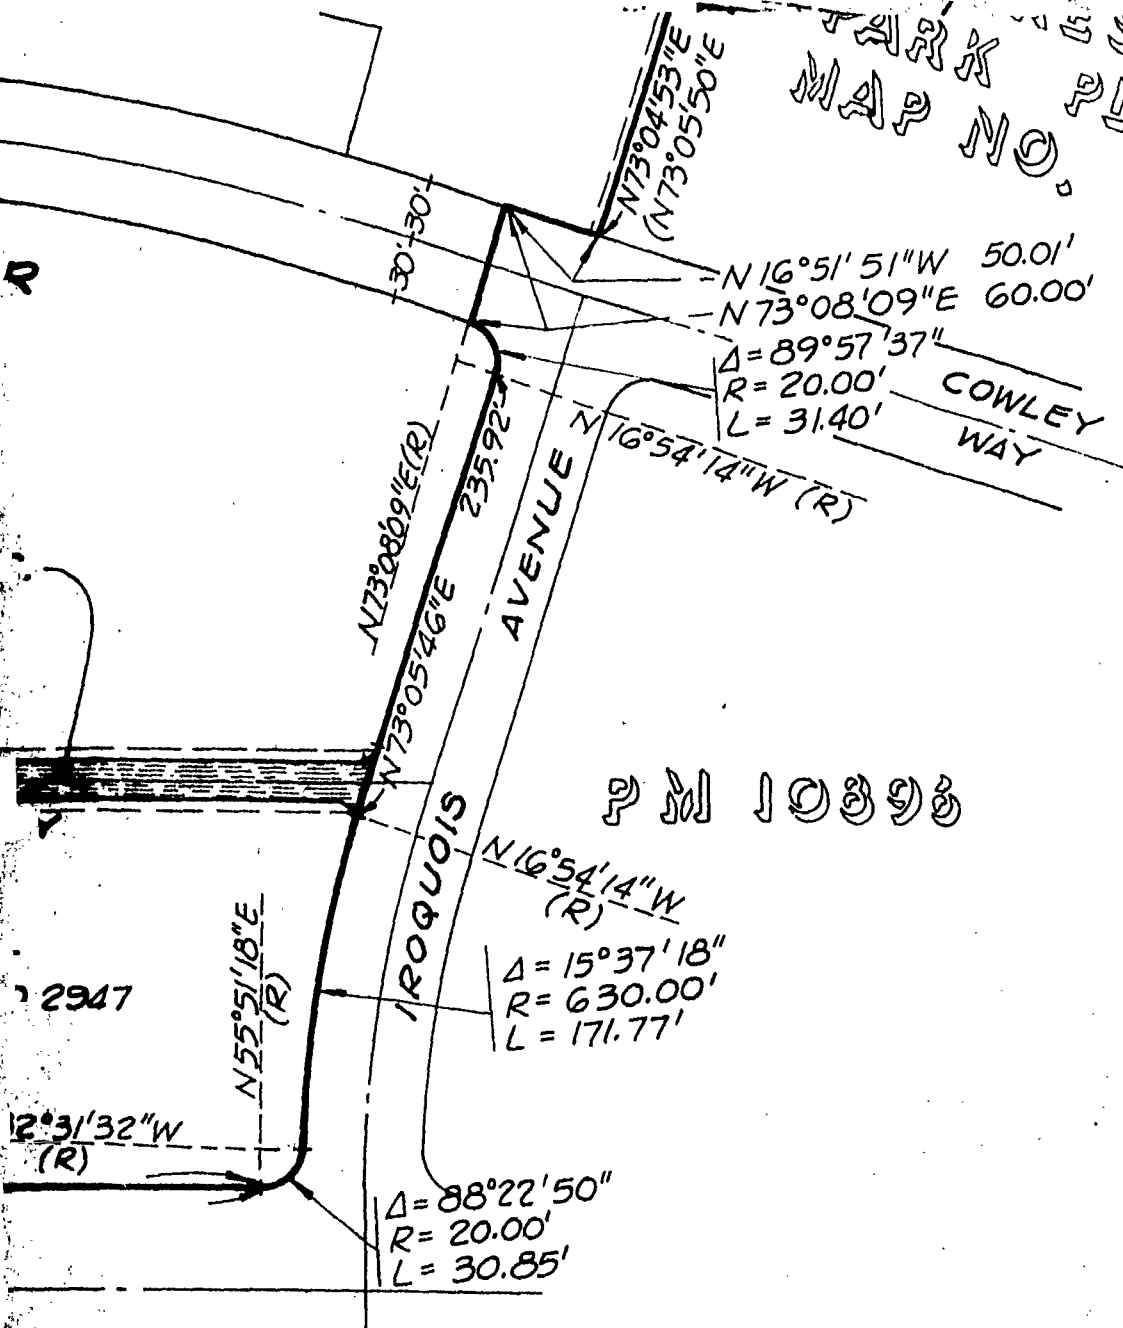 PARK
MAP NO.
N73°04'53"E
(N73°05'50"E
30'
30'
R
N16°51'51"W 50.01'
N73°08'09"E 60.00'
Δ=89°57'37"
R=20.00'
L=31.40'
COWLEY
WAY
N16°54'14"W (R)
235.92'
N73°08'09"E(R)
AVENUE
N73°05'46"E
PM 10896
IROQUOIS
N16°54'14"W
(R)
N55°51'18"E
(R)
Δ=15°37'18"
R=630.00'
L=171.77'
2947
2°31'32"W
(R)
Δ=88°22'50"
R=20.00'
L=30.85'